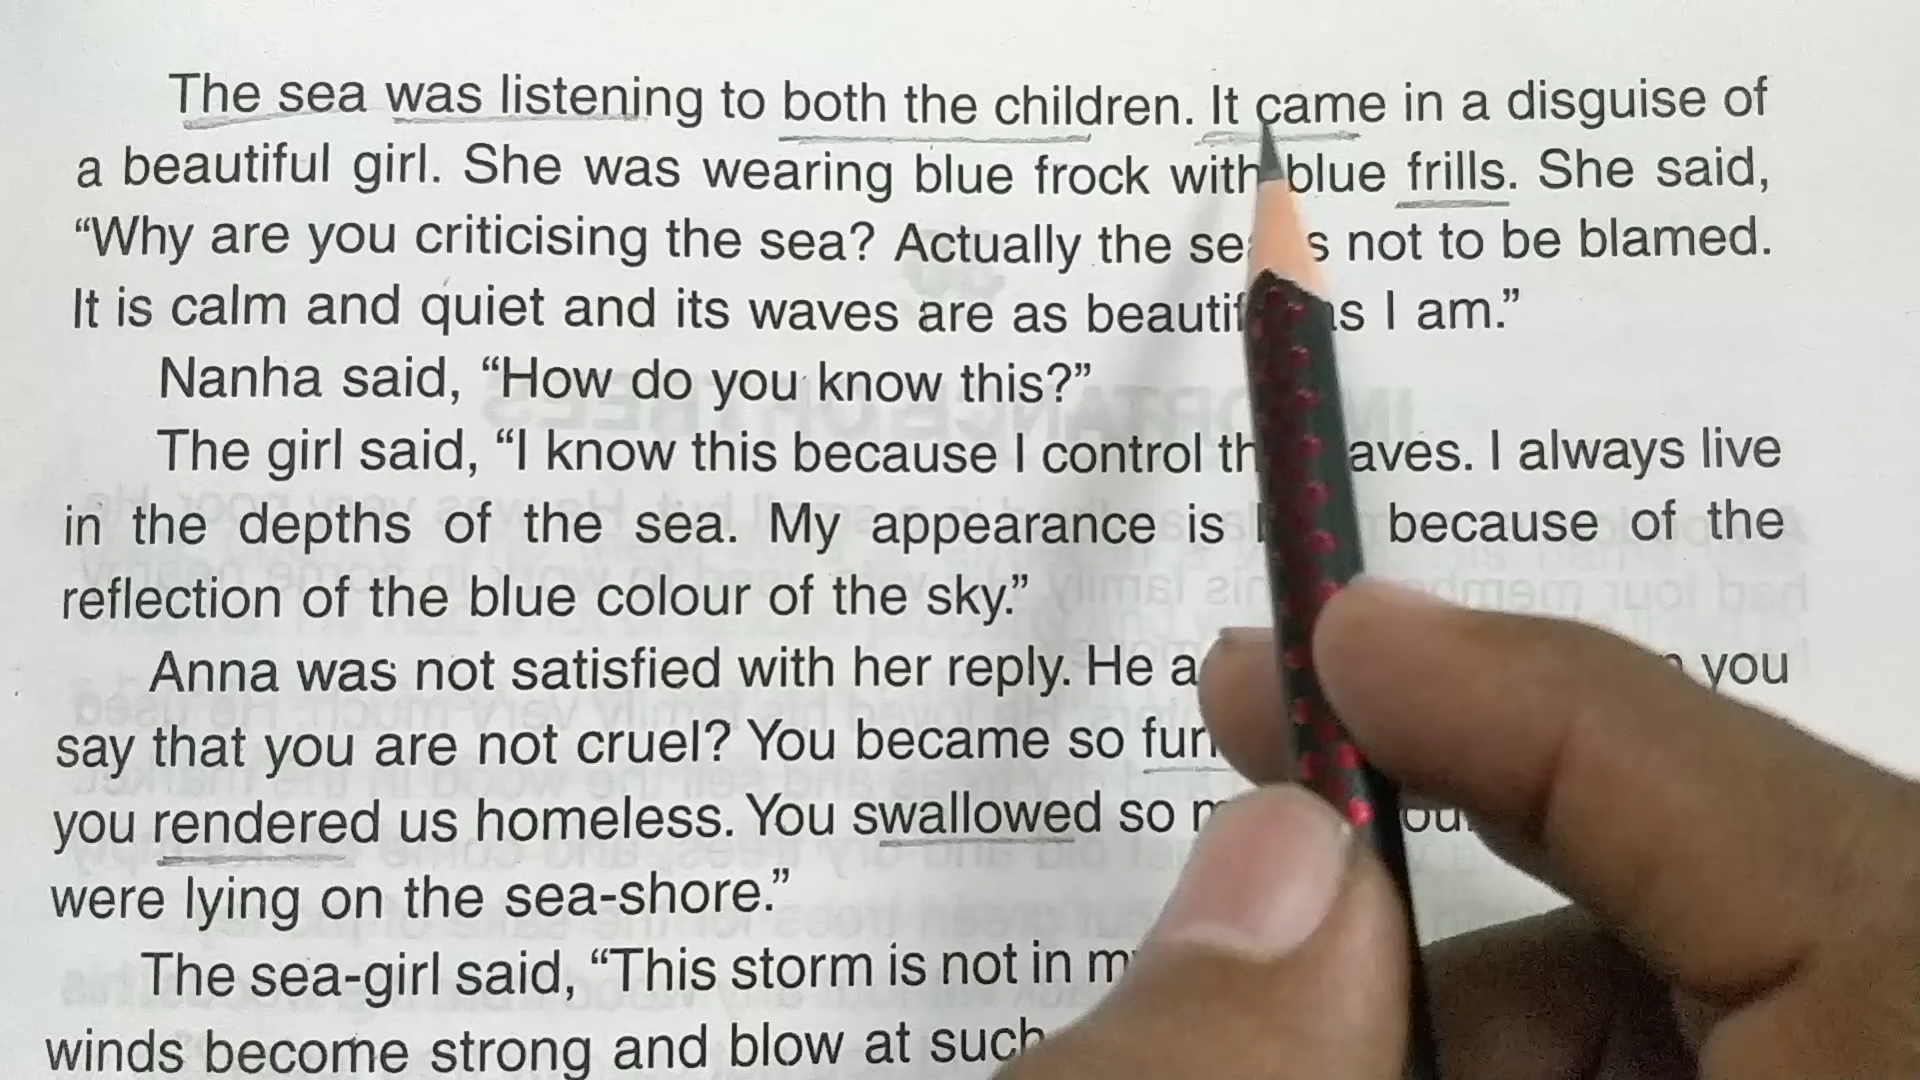 The sea was listening to both the children. It came in a disguise of
a beautiful girl. She was wearing blue frock with blue frills. She said,
“Why are you criticising the sea? Actually the is not to be blamed.
It is calm and quiet and its waves are as as I am.”
Nanha said, “How do you know this?”
The girl said, “I know this because I control I always live
in the depths of the sea. My appearance is because of the
reflection of the blue colour of the sky.”
Anna was not satisfied with her reply. He you
say that you are not cruel? You became so
you rendered us homeless. You swallowed so
were lying on the sea-shore.”
The sea-girl said, “This storm is not in
winds become strong and blow at such